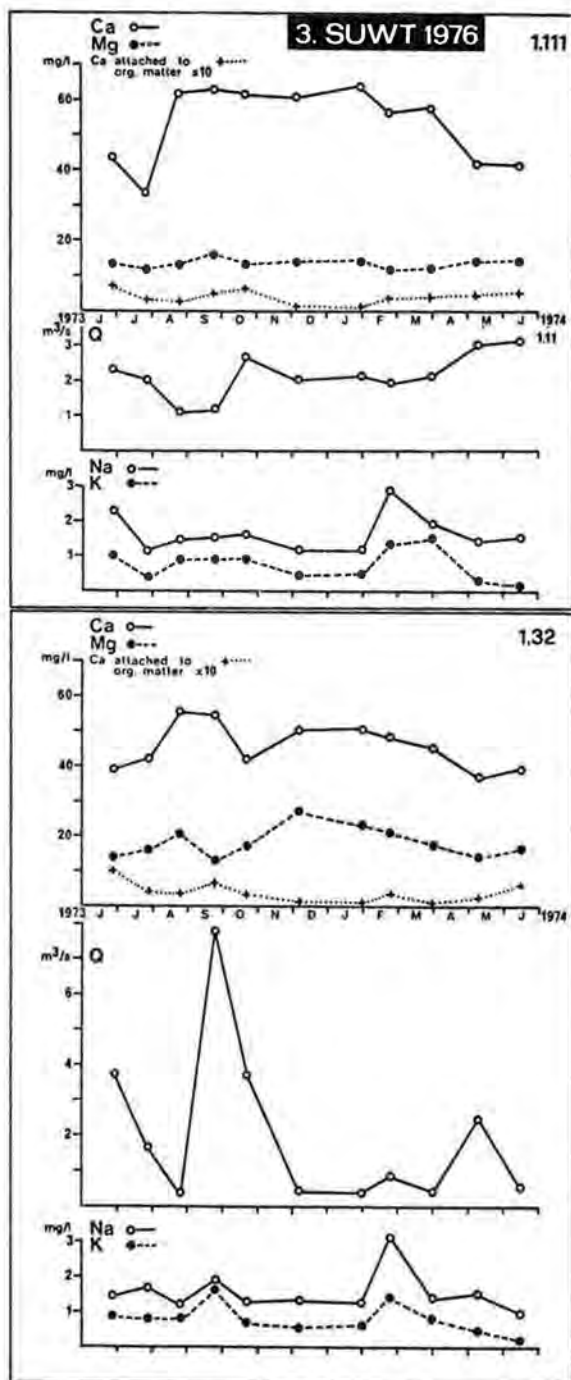 3. SUWT 1976
1.111
Ca
Mg
Ca attached to
org. matter x10
mg/l
60
40
20
1973 J J A S O N D J F M A M J 1974
m³/s Q 1.11
3
2
1
mg/l
Na
K
3
2
1
1.32
Ca
Mg
Ca attached to
org. matter x10
mg/l
60
40
20
1973 J J A S O N D J F M A M J 1974
m³/s Q
6
4
2
mg/l
Na
K
3
2
1